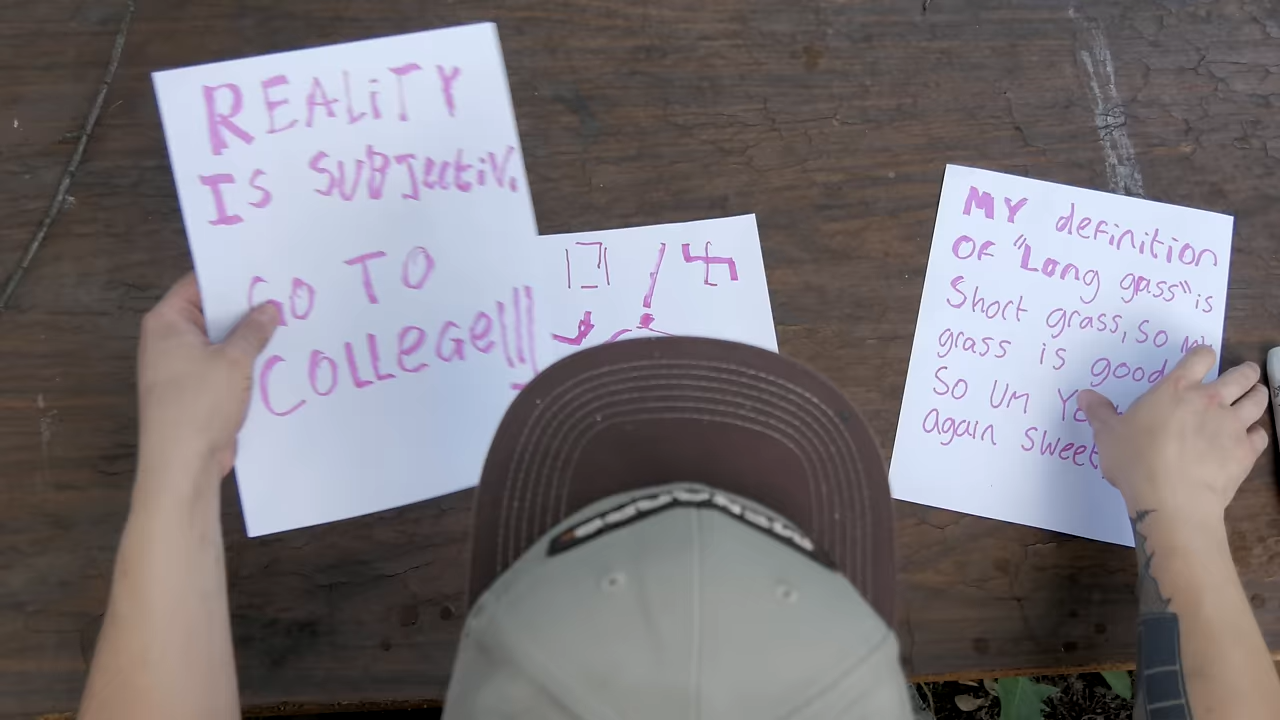 REALiTY
IS SUBJectiV.
GO TO
COLLeGe!!!
MY definition
OF "Long gass" is
Short grass, so my
grass is good
So UM
again sweet